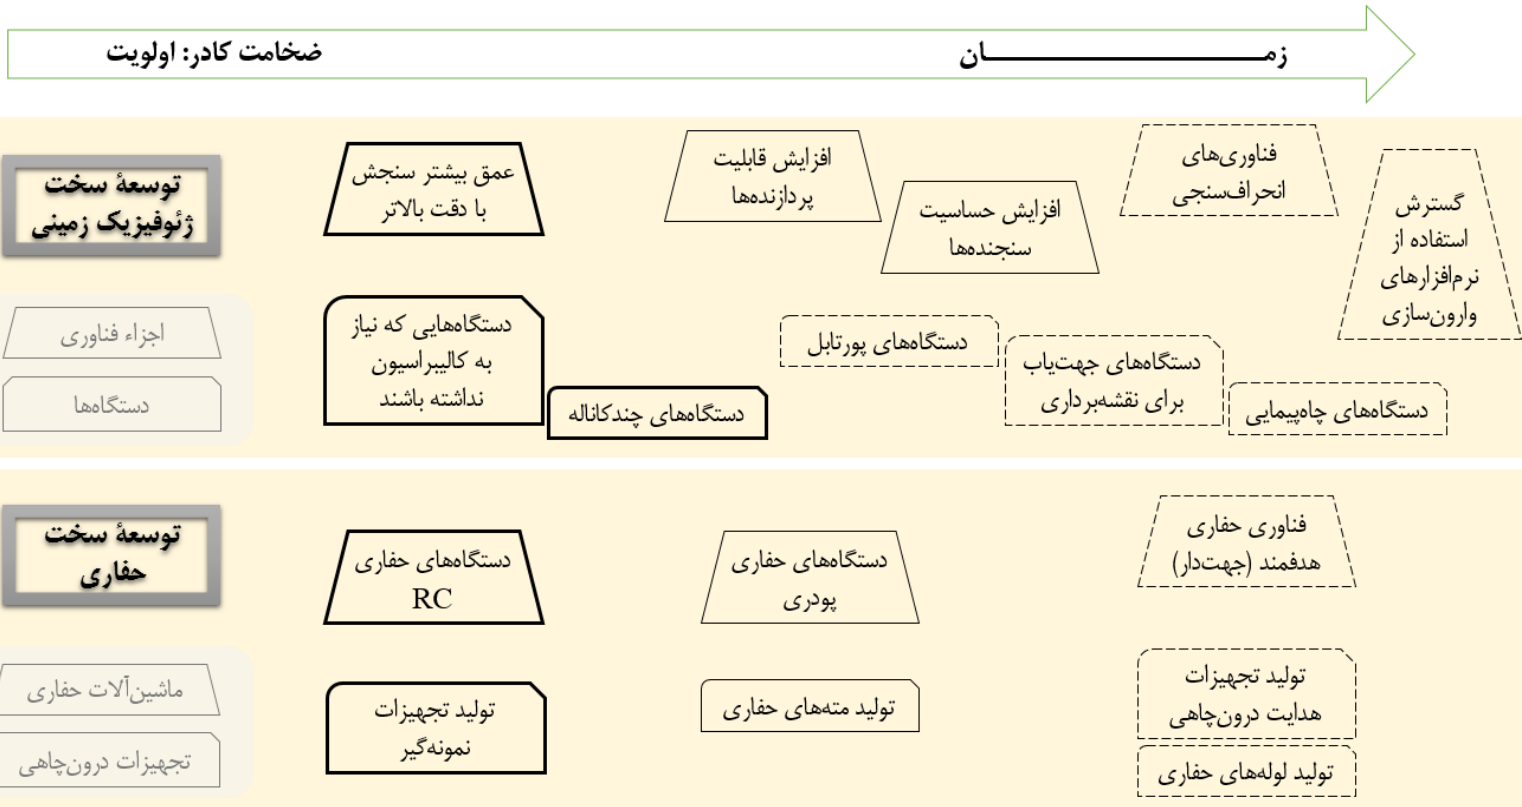 ضخامت کادر: اولویت
زمــــــــــــــــــــــــان
توسعهٔ سخت
ژئوفیزیک زمینی
اجزاء فناوری
دستگاه‌ها
عمق بیشتر سنجش
با دقت بالاتر
افزایش قابلیت
پردازنده‌ها
افزایش حساسیت
سنجنده‌ها
فناوری‌های
انحراف‌سنجی
گسترش
استفاده از
نرم‌افزارهای
وارون‌سازی
دستگاه‌هایی که نیاز
به کالیبراسیون
نداشته باشند
دستگاه‌های چندکاناله
دستگاه‌های پورتابل
دستگاه‌های جهت‌یاب
برای نقشه‌برداری
دستگاه‌های چاه‌پیمایی
توسعهٔ سخت
حفاری
ماشین‌آلات حفاری
تجهیزات درون‌چاهی
دستگاه‌های حفاری
RC
دستگاه‌های حفاری
پودری
فناوری حفاری
هدفمند (جهت‌دار)
تولید تجهیزات
نمونه‌گیر
تولید مته‌های حفاری
تولید تجهیزات
هدایت درون‌چاهی
تولید لوله‌های حفاری